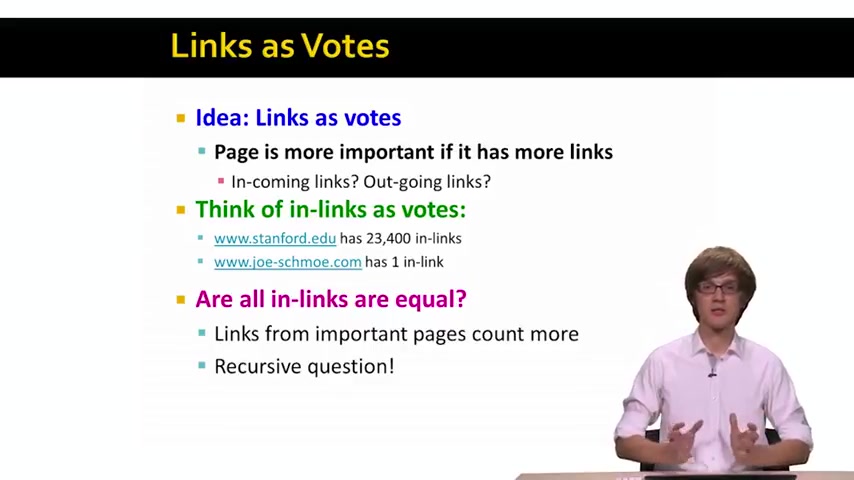 Links as Votes
Idea: Links as votes
Page is more important if it has more links
In-coming links? Out-going links?
Think of in-links as votes:
www.stanford.edu has 23,400 in-links
www.joe-schmoe.com has 1 in-link
Are all in-links are equal?
Links from important pages count more
Recursive question!